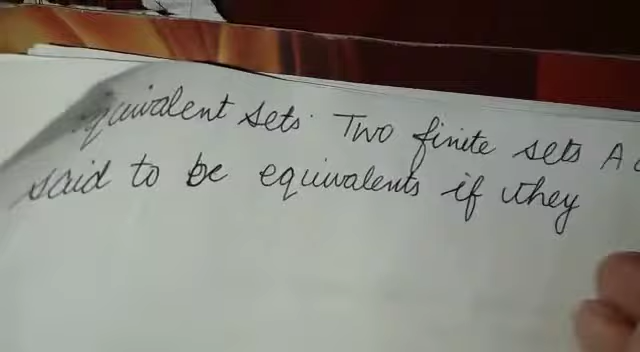 quivalent sets. Two finite sets A
said to be equivalents if they